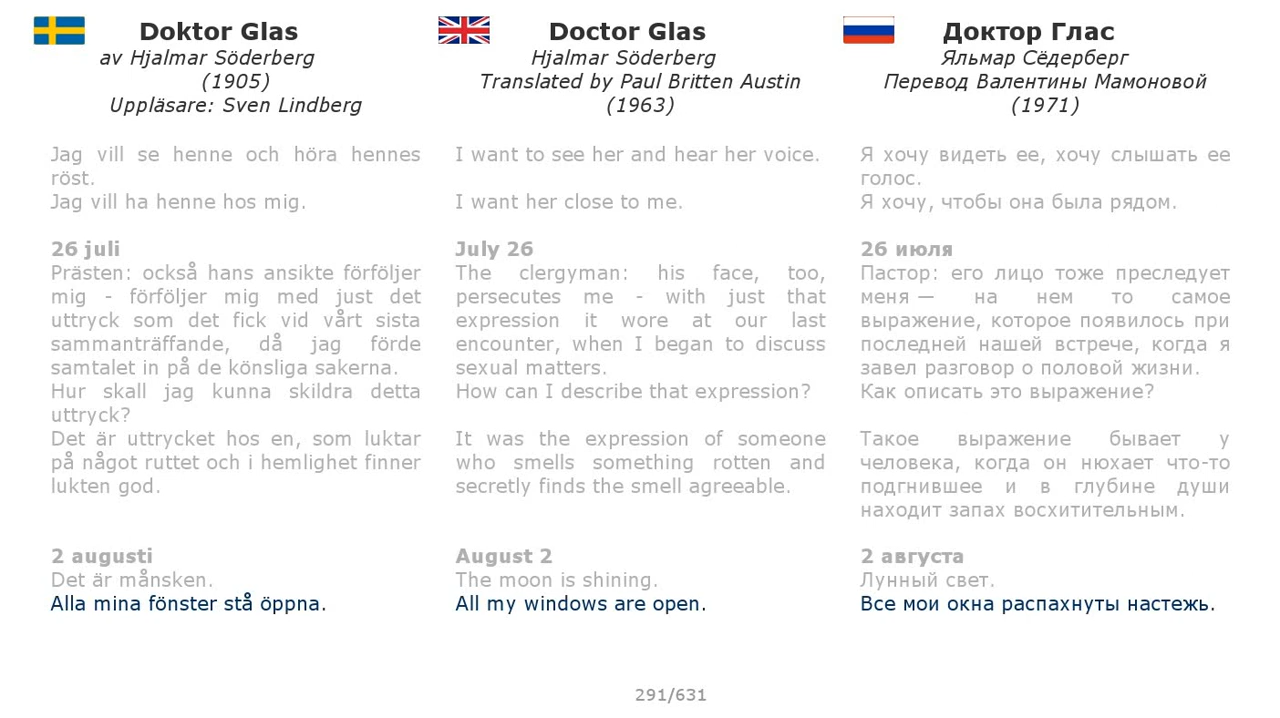 Doktor Glas
av Hjalmar Söderberg
(1905)
Uppläsare: Sven Lindberg
Jag vill se henne och höra hennes
röst.
Jag vill ha henne hos mig.
26 juli
Prästen: också hans ansikte förföljer
mig - förföljer mig med just det
uttryck som det fick vid vårt sista
sammanträffande, då jag förde
samtalet in på de könsliga sakerna.
Hur skall jag kunna skildra detta
uttryck?
Det är uttrycket hos en, som luktar
på något ruttet och i hemlighet finner
lukten god.
2 augusti
Det är månsken.
Alla mina fönster stå öppna.
Doctor Glas
Hjalmar Söderberg
Translated by Paul Britten Austin
(1963)
I want to see her and hear her voice.
I want her close to me.
July 26
The clergyman: his face, too,
persecutes me - with just that
expression it wore at our last
encounter, when I began to discuss
sexual matters.
How can I describe that expression?
It was the expression of someone
who smells something rotten and
secretly finds the smell agreeable.
August 2
The moon is shining.
All my windows are open.
Доктор Глас
Яльмар Сёдерберг
Перевод Валентины Мамоновой
(1971)
Я хочу видеть ее, хочу слышать ее
голос.
Я хочу, чтобы она была рядом.
26 июля
Пастор: его лицо тоже преследует
меня — на нем то самое
выражение, которое появилось при
последней нашей встрече, когда я
завел разговор о половой жизни.
Как описать это выражение?
Такое выражение бывает у
человека, когда он нюхает что-то
подгнившее и в глубине души
находит запах восхитительным.
2 августа
Лунный свет.
Все мои окна распахнуты настежь.
291/631